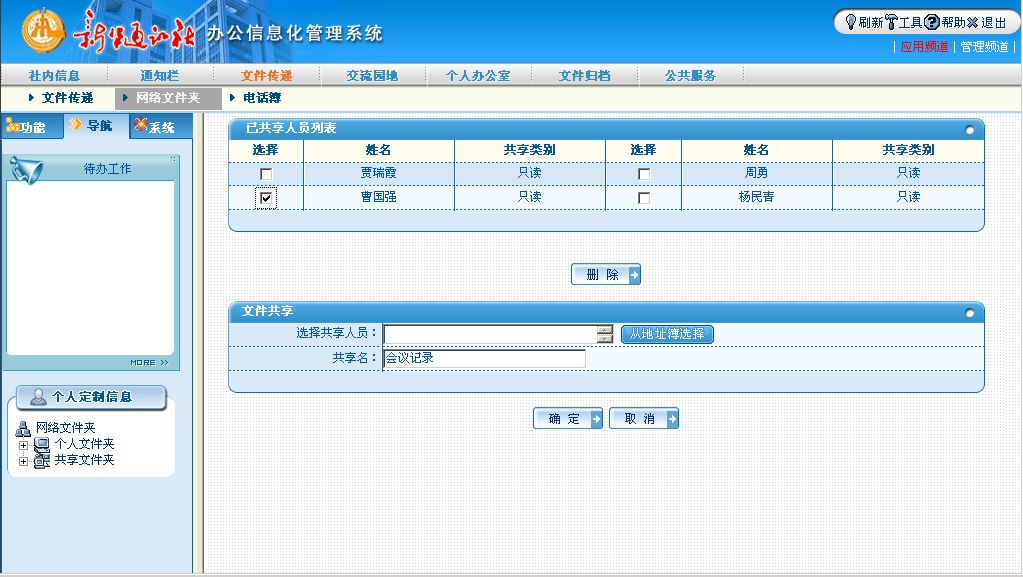 新华通讯社 办公信息化管理系统
刷新 工具 帮助 退出
应用频道 管理频道
社内信息 通知栏 文件传递 交流园地 个人办公室 文件归档 公共服务
文件传递 网络文件夹 电话簿
功能 导航 系统
待办工作
MORE >>
个人定制信息
网络文件夹
个人文件夹
共享文件夹
已共享人员列表
选择 姓名 共享类别 选择 姓名 共享类别
贾瑞霞 只读 周勇 只读
曹国强 只读 杨民青 只读
删 除
文件共享
选择共享人员： 从地址簿选择
共享名： 会议记录
确 定 取 消